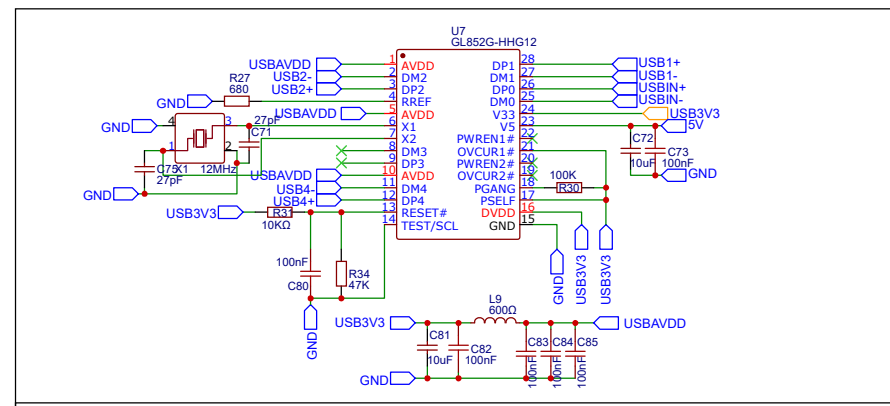 U7
GL852G-HHG12
USBAVDD 1 AVDD DP1 28 USB1+
USB2- 2 DM2 DM1 27 USB1-
USB2+ 3 DP2 DP0 26 USBIN+
R27
680
GND 4 RREF DM0 25 USBIN-
USBAVDD 5 AVDD V33 24 USB3V3
GND 4 3 27pF 6 X1 V5 23 5V
C71 7 X2 PWREN1# 22 C72 C73
1 2 8 DM3 OVCUR1# 21 10uF 100nF
C75 X1 12MHz 9 DP3 PWREN2# 20
27pF USBAVDD 10 AVDD OVCUR2# 19 GND
GND USB4- 11 DM4 PGANG 18 100K R30
USB4+ 12 DP4 PSELF 17
USB3V3 R31 13 RESET# DVDD 16
10KΩ 14 TEST/SCL GND 15
100nF
C80
R34
47K
GND
GND
USB3V3
USB3V3
L9
600Ω
USB3V3 USBAVDD
C81 C82 C83 C84 C85
10uF 100nF 100nF 100nF 100nF
GND